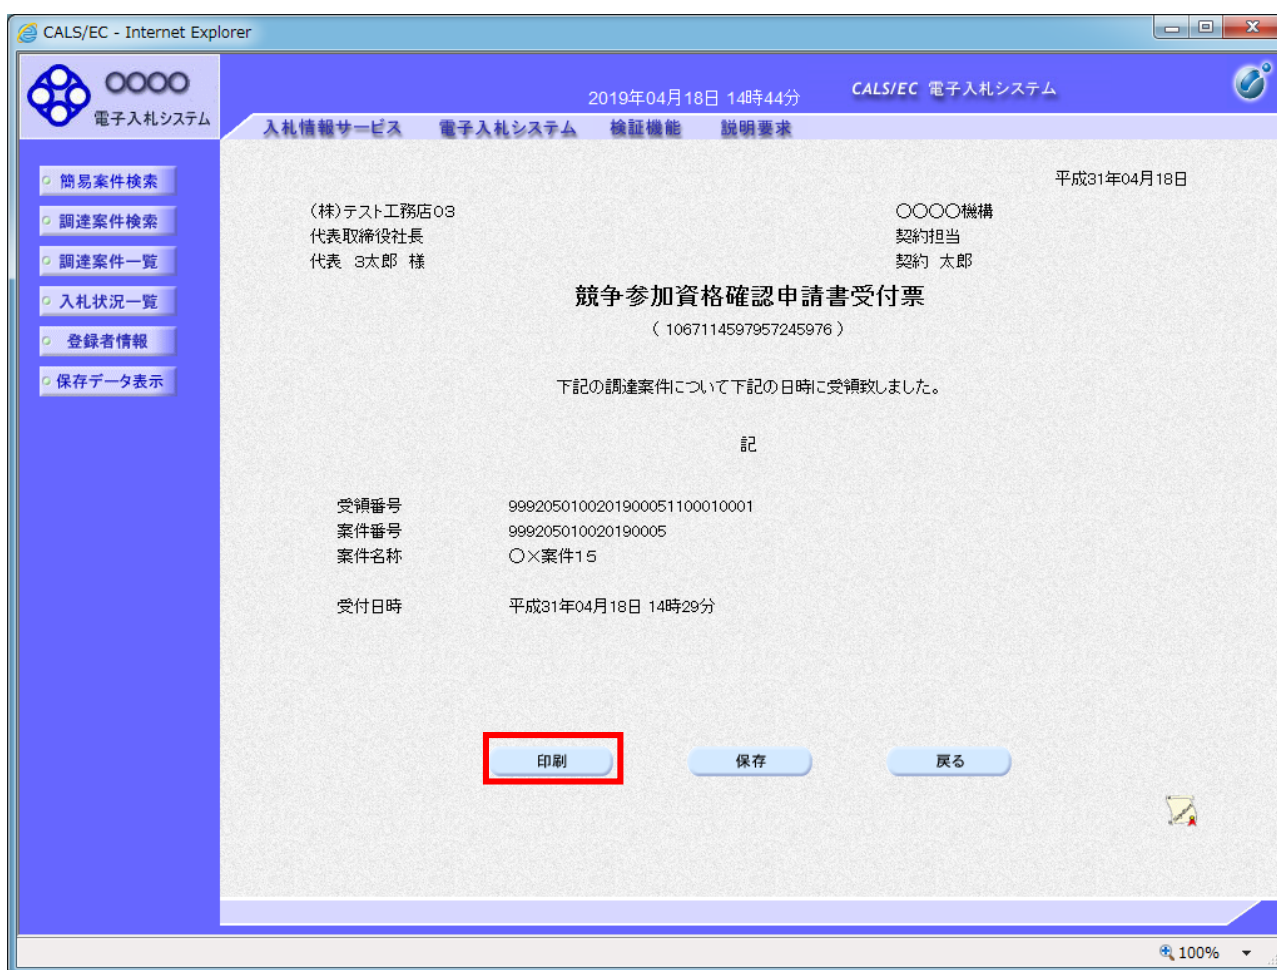 CALS/EC - Internet Explorer
OOOO
電子入札システム
2019年04月18日 14時44分
CALS/EC 電子入札システム
入札情報サービス 電子入札システム 検証機能 説明要求
簡易案件検索
調達案件検索
調達案件一覧
入札状況一覧
登録者情報
保存データ表示
平成31年04月18日
(株)テスト工務店03
代表取締役社長
代表 3太郎 様
〇〇〇〇機構
契約担当
契約 太郎
競争参加資格確認申請書受付票
( 1067114597957245976 )
下記の調達案件について下記の日時に受領致しました。
記
受領番号 9992050100201900051100010001
案件番号 999205010020190005
案件名称 〇×案件15
受付日時 平成31年04月18日 14時29分
印刷 保存 戻る
100%